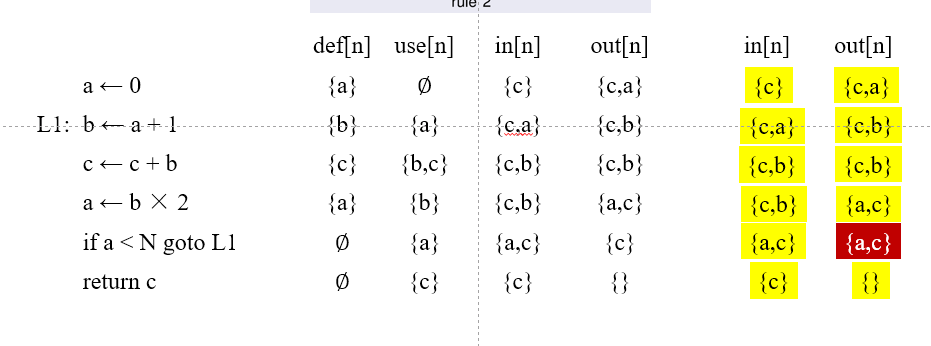 rule 2
def[n] use[n] in[n] out[n] in[n] out[n]
a ← 0 {a} Ø {c} {c,a} {c} {c,a}
L1: b ← a + 1 {b} {a} {c,a} {c,b} {c,a} {c,b}
c ← c + b {c} {b,c} {c,b} {c,b} {c,b} {c,b}
a ← b × 2 {a} {b} {c,b} {a,c} {c,b} {a,c}
if a < N goto L1 Ø {a} {a,c} {c} {a,c} {a,c}
return c Ø {c} {c} {} {c} {}